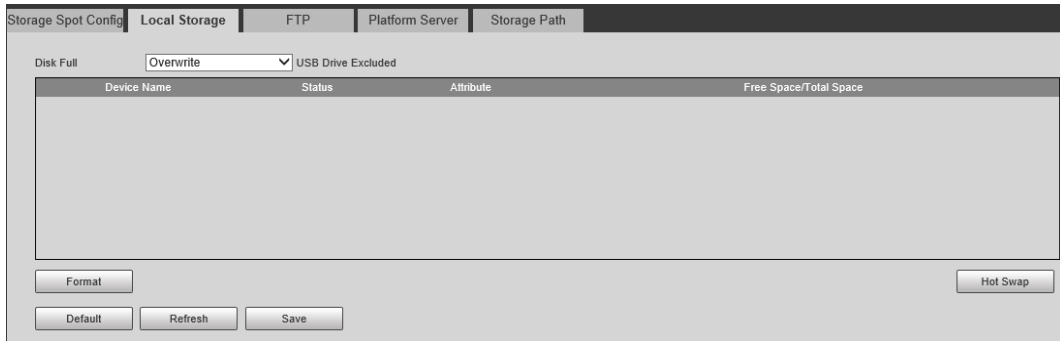 Storage Spot Config Local Storage FTP Platform Server Storage Path
Disk Full Overwrite USB Drive Excluded
Device Name Status Attribute Free Space/Total Space
Format Hot Swap
Default Refresh Save